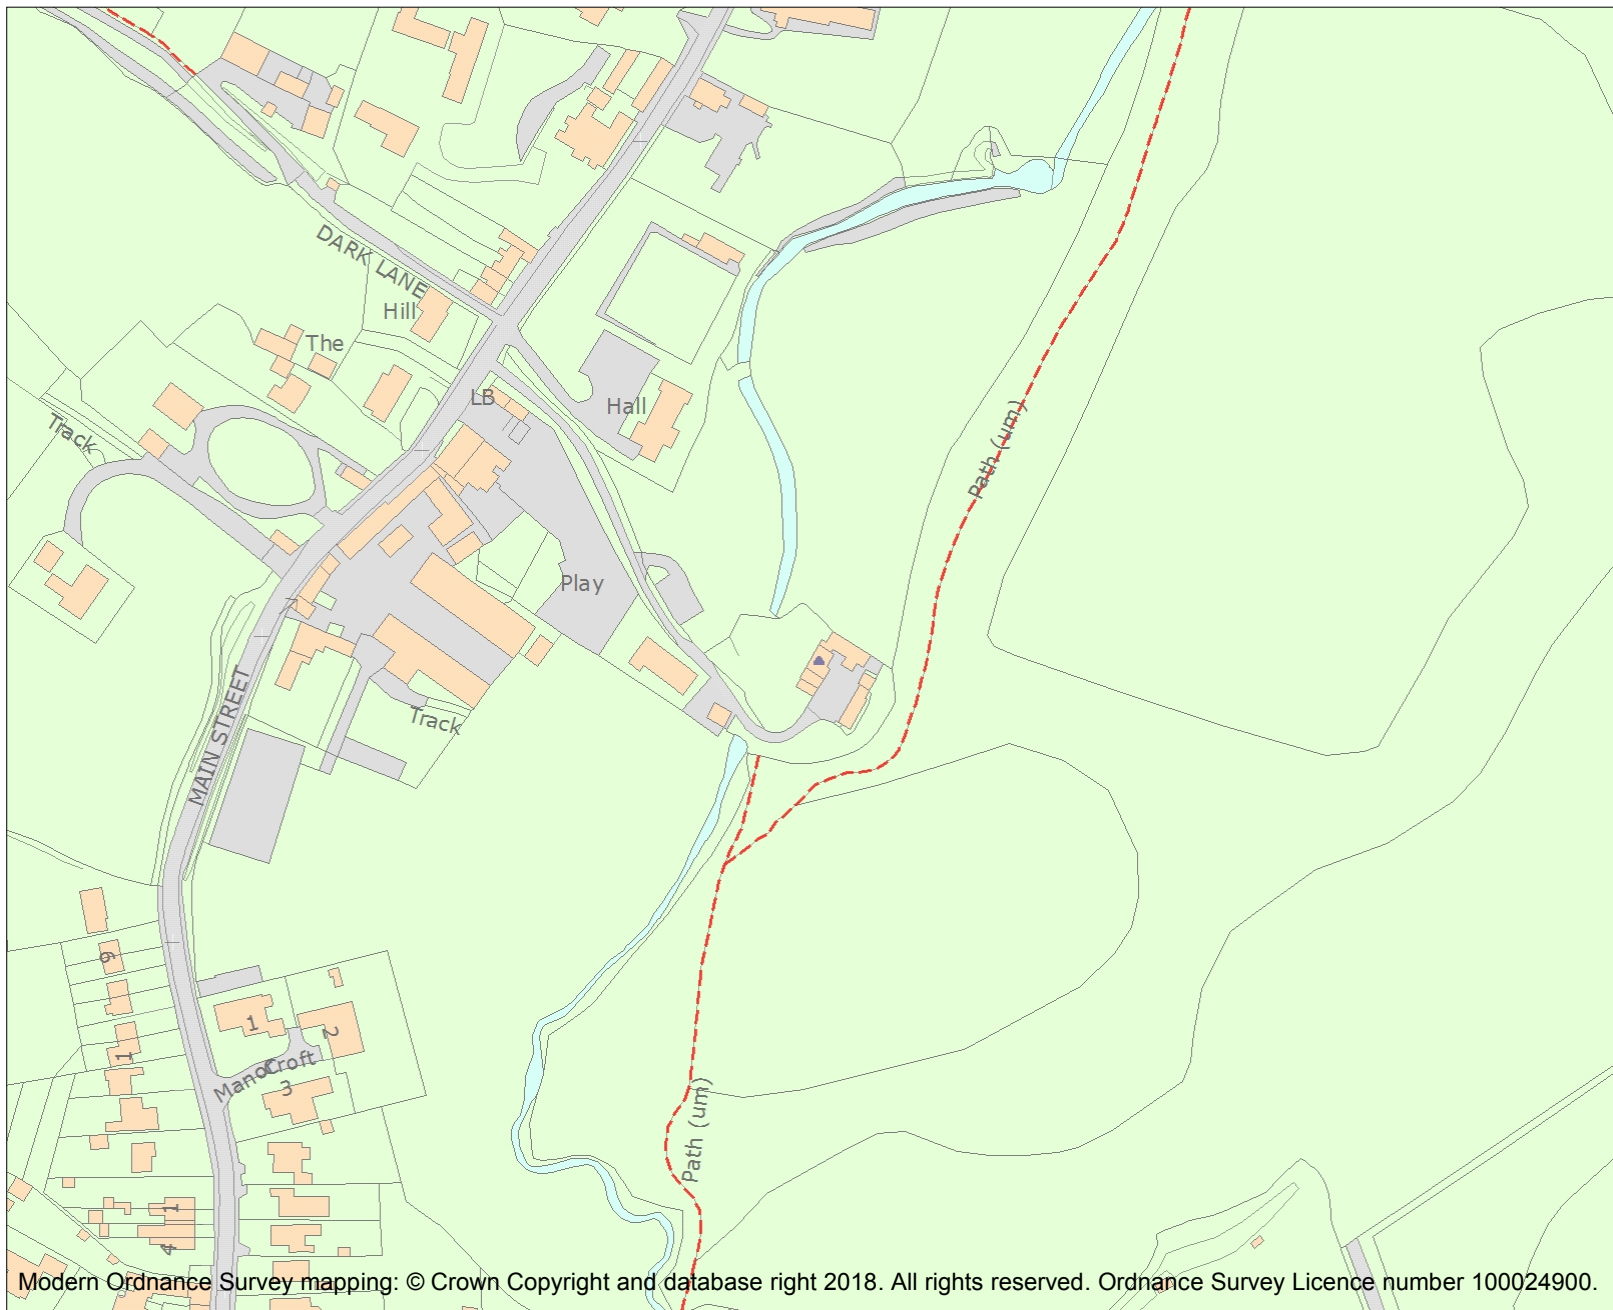 DARK LANE
Hill
The
LB
Hall
Track
Path (um)
Play
MAIN STREET
Track
6
1
1
2
Manor Croft
3
Path (um)
1
4
Modern Ordnance Survey mapping: © Crown Copyright and database right 2018. All rights reserved. Ordnance Survey Licence number 100024900.